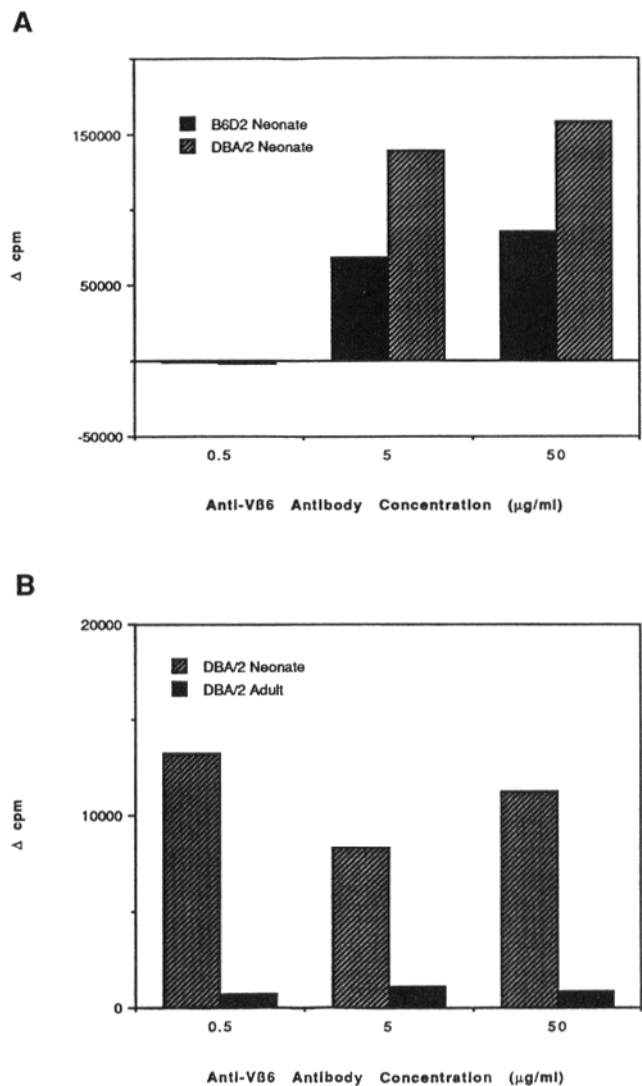 A
B6D2 Neonate
DBA/2 Neonate
150000
50000
-50000
Δ cpm
0.5 5 50
Anti-Vß6 Antibody Concentration (µg/ml)
B
20000
DBA/2 Neonate
DBA/2 Adult
10000
0
Δ cpm
0.5 5 50
Anti-Vß6 Antibody Concentration (µg/ml)